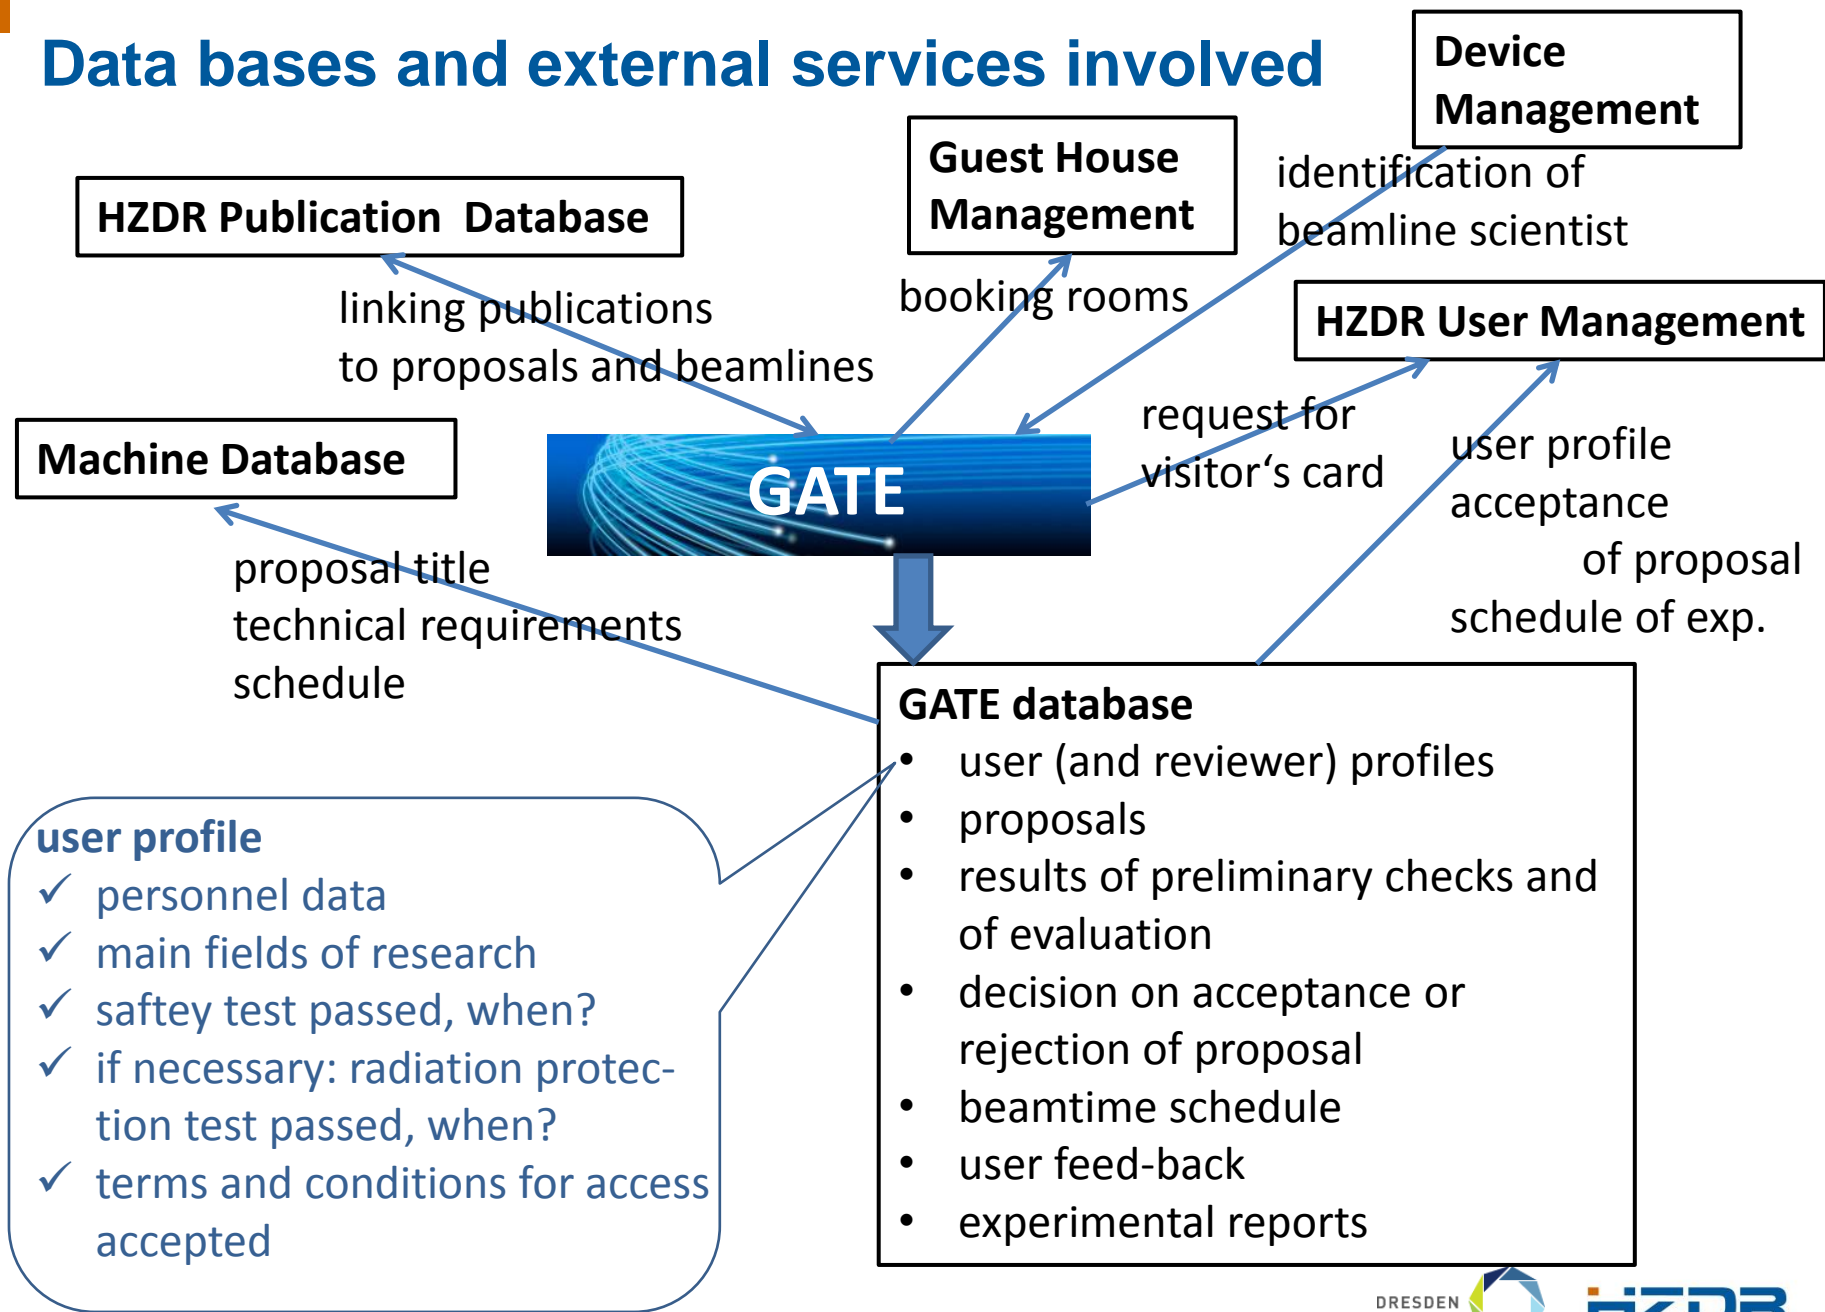 Data bases and external services involved
Device
Management
Guest House
Management
identification of
beamline scientist
HZDR Publication Database
booking rooms
HZDR User Management
linking publications
to proposals and beamlines
request for
visitor‘s card
Machine Database
GATE
user profile
acceptance
of proposal
schedule of exp.
proposal title
technical requirements
schedule
GATE database
• user (and reviewer) profiles
• proposals
• results of preliminary checks and
of evaluation
• decision on acceptance or
rejection of proposal
• beamtime schedule
• user feed-back
• experimental reports
user profile
✓ personnel data
✓ main fields of research
✓ saftey test passed, when?
✓ if necessary: radiation protec-
tion test passed, when?
✓ terms and conditions for access
accepted
DRESDEN
HZDR